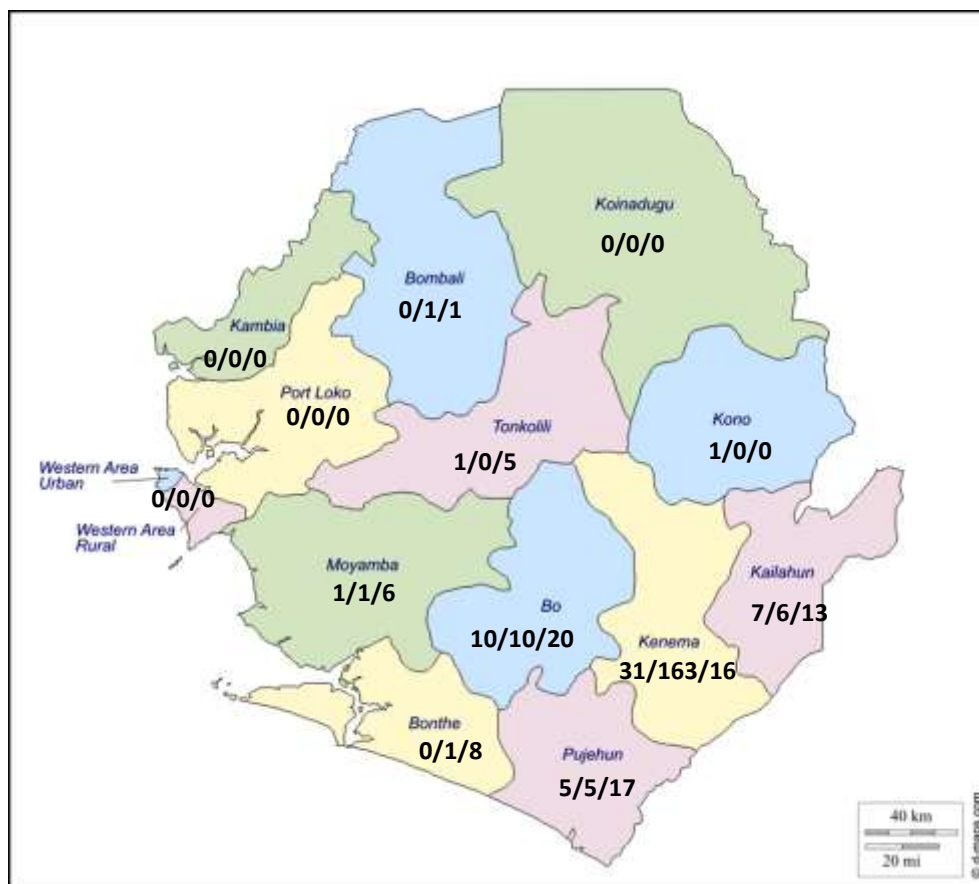 Koinadugu
0/0/0
Bombali
0/1/1
Kambia
0/0/0
Port Loko
0/0/0
Kono
1/0/0
Tonkolili
1/0/5
Western Area
Urban
0/0/0
Western Area
Rural
Moyamba
1/1/6
Bo
10/10/20
Kailahun
7/6/13
Kenema
31/163/16
Bonthe
0/1/8
Pujehun
5/5/17
40 km
20 mi
© d-maps.com